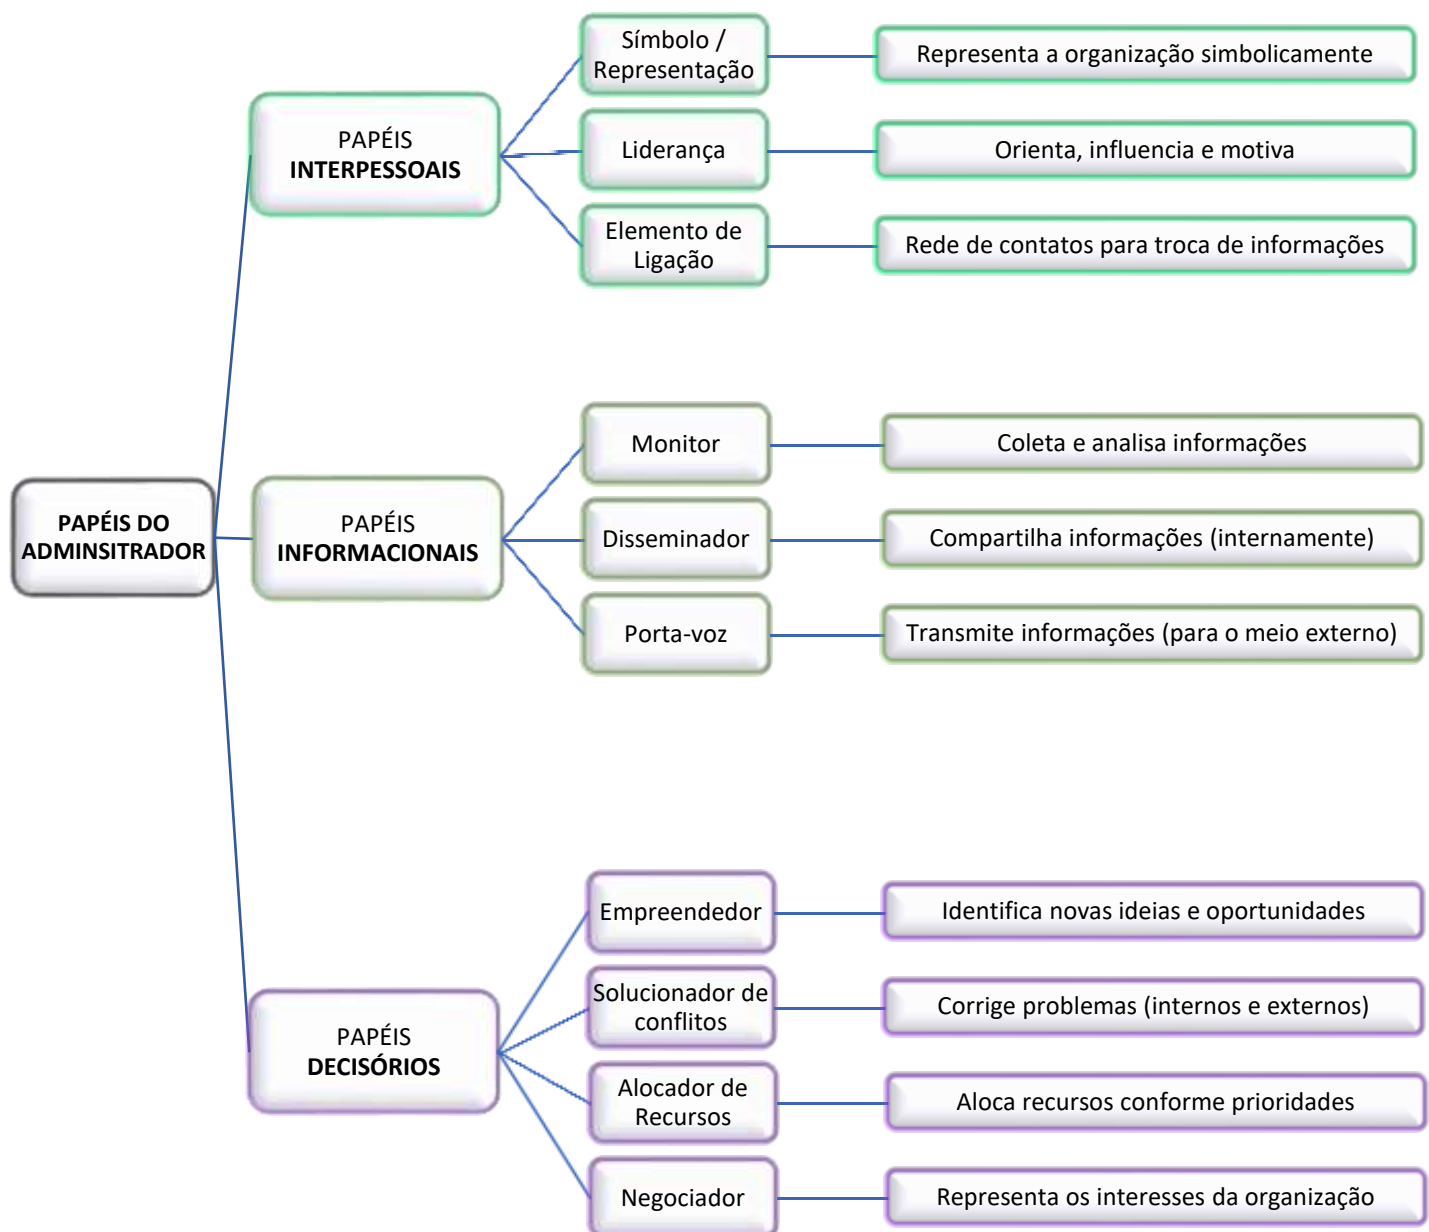 PAPÉIS DO
ADMINSITRADOR
PAPÉIS
INTERPESSOAIS
Símbolo /
Representação
Representa a organização simbolicamente
Liderança
Orienta, influencia e motiva
Elemento de
Ligação
Rede de contatos para troca de informações
PAPÉIS
INFORMACIONAIS
Monitor
Coleta e analisa informações
Disseminador
Compartilha informações (internamente)
Porta-voz
Transmite informações (para o meio externo)
PAPÉIS
DECISÓRIOS
Empreendedor
Identifica novas ideias e oportunidades
Solucionador de
conflitos
Corrige problemas (internos e externos)
Alocador de
Recursos
Aloca recursos conforme prioridades
Negociador
Representa os interesses da organização